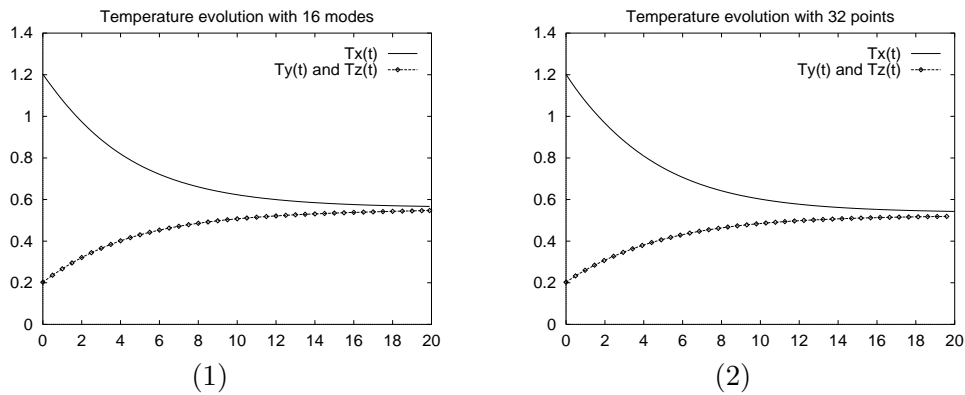 Temperature evolution with 16 modes
1.4
1.2
1
0.8
0.6
0.4
0.2
0
Tx(t)
Ty(t) and Tz(t)
0 2 4 6 8 10 12 14 16 18 20
(1)
Temperature evolution with 32 points
1.4
1.2
1
0.8
0.6
0.4
0.2
0
Tx(t)
Ty(t) and Tz(t)
0 2 4 6 8 10 12 14 16 18 20
(2)